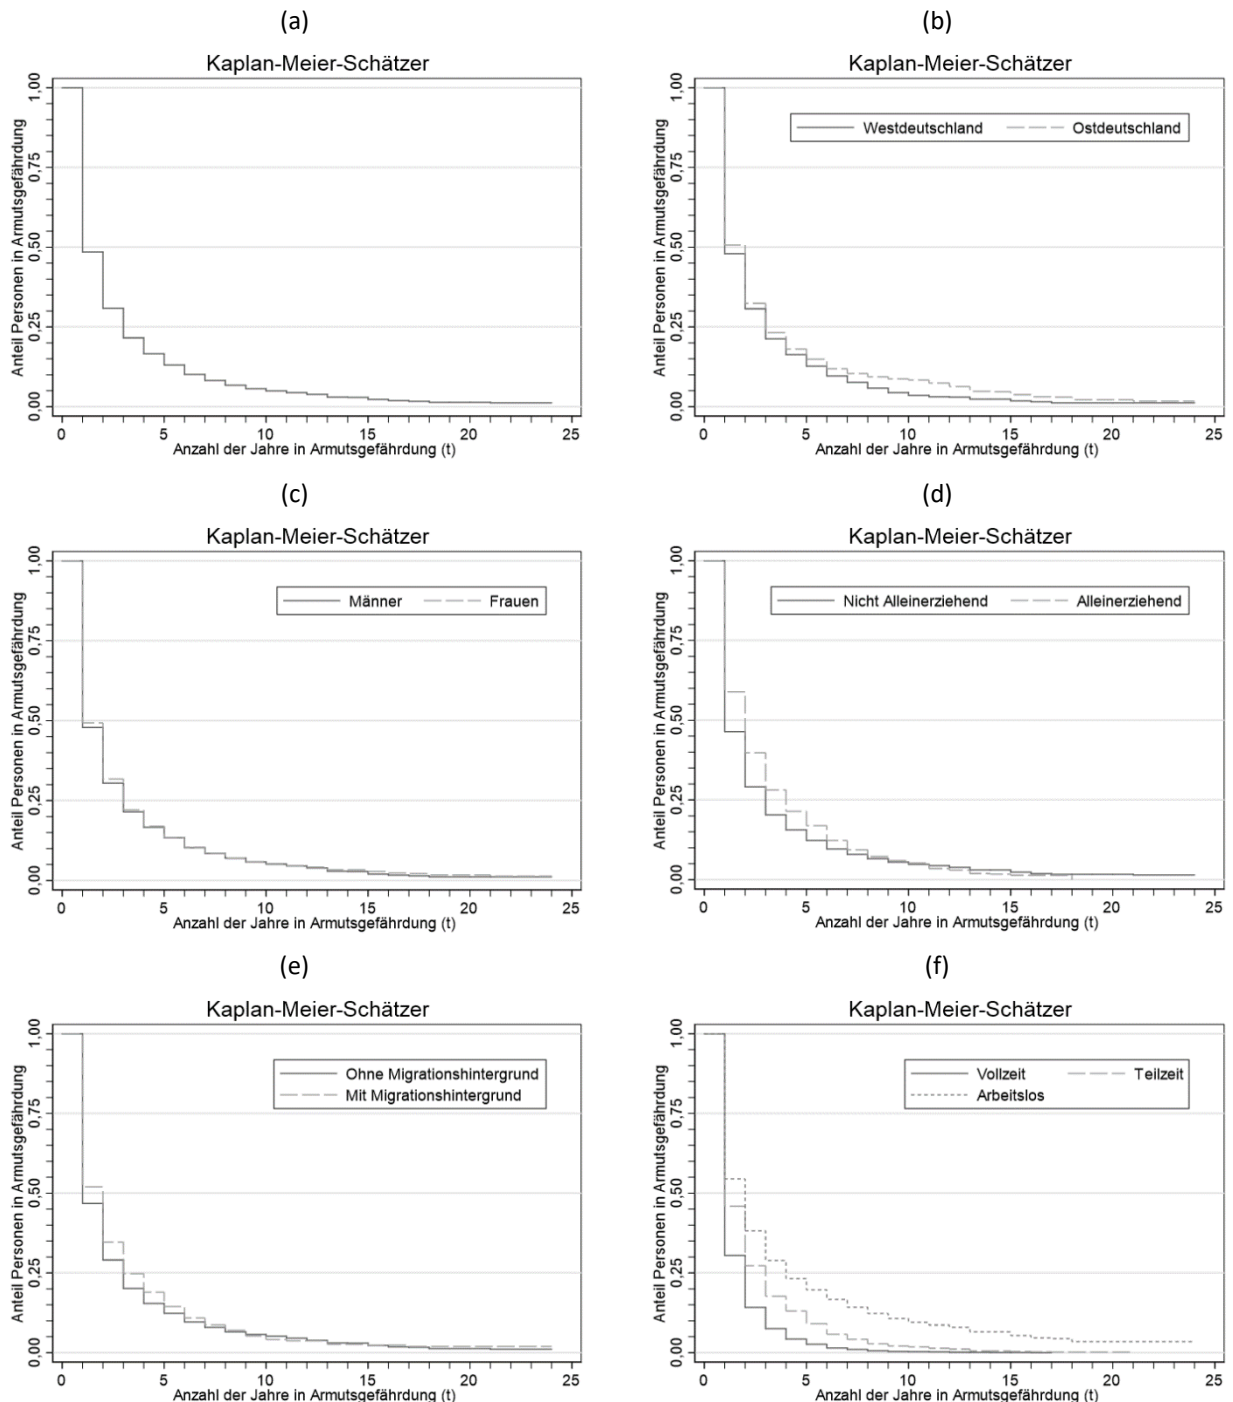 (a)
Kaplan-Meier-Schätzer
Anteil Personen in Armutsgefährdung
1,00
0,75
0,50
0,25
0,00
0 5 10 15 20 25
Anzahl der Jahre in Armutsgefährdung (t)
(b)
Kaplan-Meier-Schätzer
Westdeutschland Ostdeutschland
Anteil Personen in Armutsgefährdung
1,00
0,75
0,50
0,25
0,00
0 5 10 15 20 25
Anzahl der Jahre in Armutsgefährdung (t)
(c)
Kaplan-Meier-Schätzer
Männer Frauen
Anteil Personen in Armutsgefährdung
1,00
0,75
0,50
0,25
0,00
0 5 10 15 20 25
Anzahl der Jahre in Armutsgefährdung (t)
(d)
Kaplan-Meier-Schätzer
Nicht Alleinerziehend Alleinerziehend
Anteil Personen in Armutsgefährdung
1,00
0,75
0,50
0,25
0,00
0 5 10 15 20 25
Anzahl der Jahre in Armutsgefährdung (t)
(e)
Kaplan-Meier-Schätzer
Ohne Migrationshintergrund
Mit Migrationshintergrund
Anteil Personen in Armutsgefährdung
1,00
0,75
0,50
0,25
0,00
0 5 10 15 20 25
Anzahl der Jahre in Armutsgefährdung (t)
(f)
Kaplan-Meier-Schätzer
Vollzeit Teilzeit
Arbeitslos
Anteil Personen in Armutsgefährdung
1,00
0,75
0,50
0,25
0,00
0 5 10 15 20 25
Anzahl der Jahre in Armutsgefährdung (t)